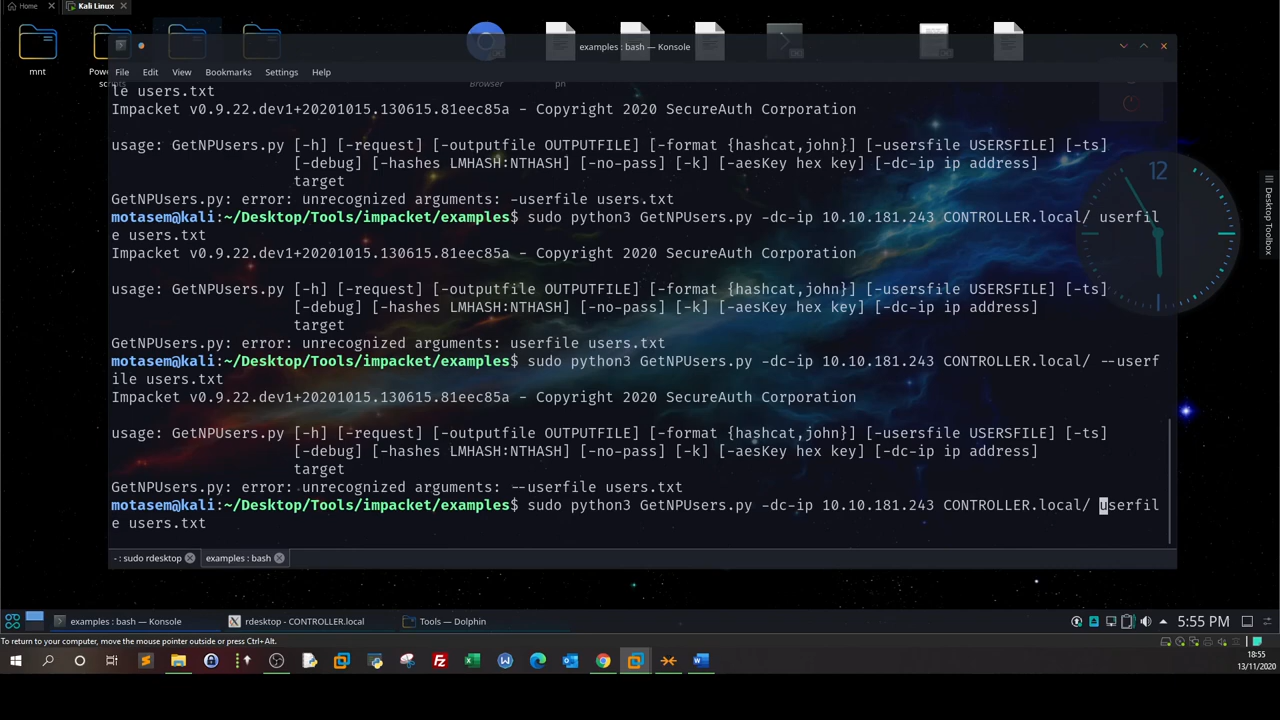 Home
Kali Linux
examples : bash — Konsole
File Edit View Bookmarks Settings Help
mnt
Browser
le users.txt
Impacket v0.9.22.dev1+20201015.130615.81eec85a - Copyright 2020 SecureAuth Corporation
usage: GetNPUsers.py [-h] [-request] [-outputfile OUTPUTFILE] [-format {hashcat,john}] [-usersfile USERSFILE] [-ts]
[-debug] [-hashes LMHASH:NTHASH] [-no-pass] [-k] [-aesKey hex key] [-dc-ip ip address]
target
GetNPUsers.py: error: unrecognized arguments: -userfile users.txt
motasem@kali:~/Desktop/Tools/impacket/examples$ sudo python3 GetNPUsers.py -dc-ip 10.10.181.243 CONTROLLER.local/ userfil
e users.txt
Impacket v0.9.22.dev1+20201015.130615.81eec85a - Copyright 2020 SecureAuth Corporation
usage: GetNPUsers.py [-h] [-request] [-outputfile OUTPUTFILE] [-format {hashcat,john}] [-usersfile USERSFILE] [-ts]
[-debug] [-hashes LMHASH:NTHASH] [-no-pass] [-k] [-aesKey hex key] [-dc-ip ip address]
target
GetNPUsers.py: error: unrecognized arguments: userfile users.txt
motasem@kali:~/Desktop/Tools/impacket/examples$ sudo python3 GetNPUsers.py -dc-ip 10.10.181.243 CONTROLLER.local/ --userf
ile users.txt
Impacket v0.9.22.dev1+20201015.130615.81eec85a - Copyright 2020 SecureAuth Corporation
usage: GetNPUsers.py [-h] [-request] [-outputfile OUTPUTFILE] [-format {hashcat,john}] [-usersfile USERSFILE] [-ts]
[-debug] [-hashes LMHASH:NTHASH] [-no-pass] [-k] [-aesKey hex key] [-dc-ip ip address]
target
GetNPUsers.py: error: unrecognized arguments: --userfile users.txt
motasem@kali:~/Desktop/Tools/impacket/examples$ sudo python3 GetNPUsers.py -dc-ip 10.10.181.243 CONTROLLER.local/ userfil
e users.txt
12
Desktop Toolbox
- : sudo rdesktop
examples : bash
examples : bash — Konsole
rdesktop - CONTROLLER.local
Tools — Dolphin
5:55 PM
To return to your computer, move the mouse pointer outside or press Ctrl+Alt.
18:55
13/11/2020